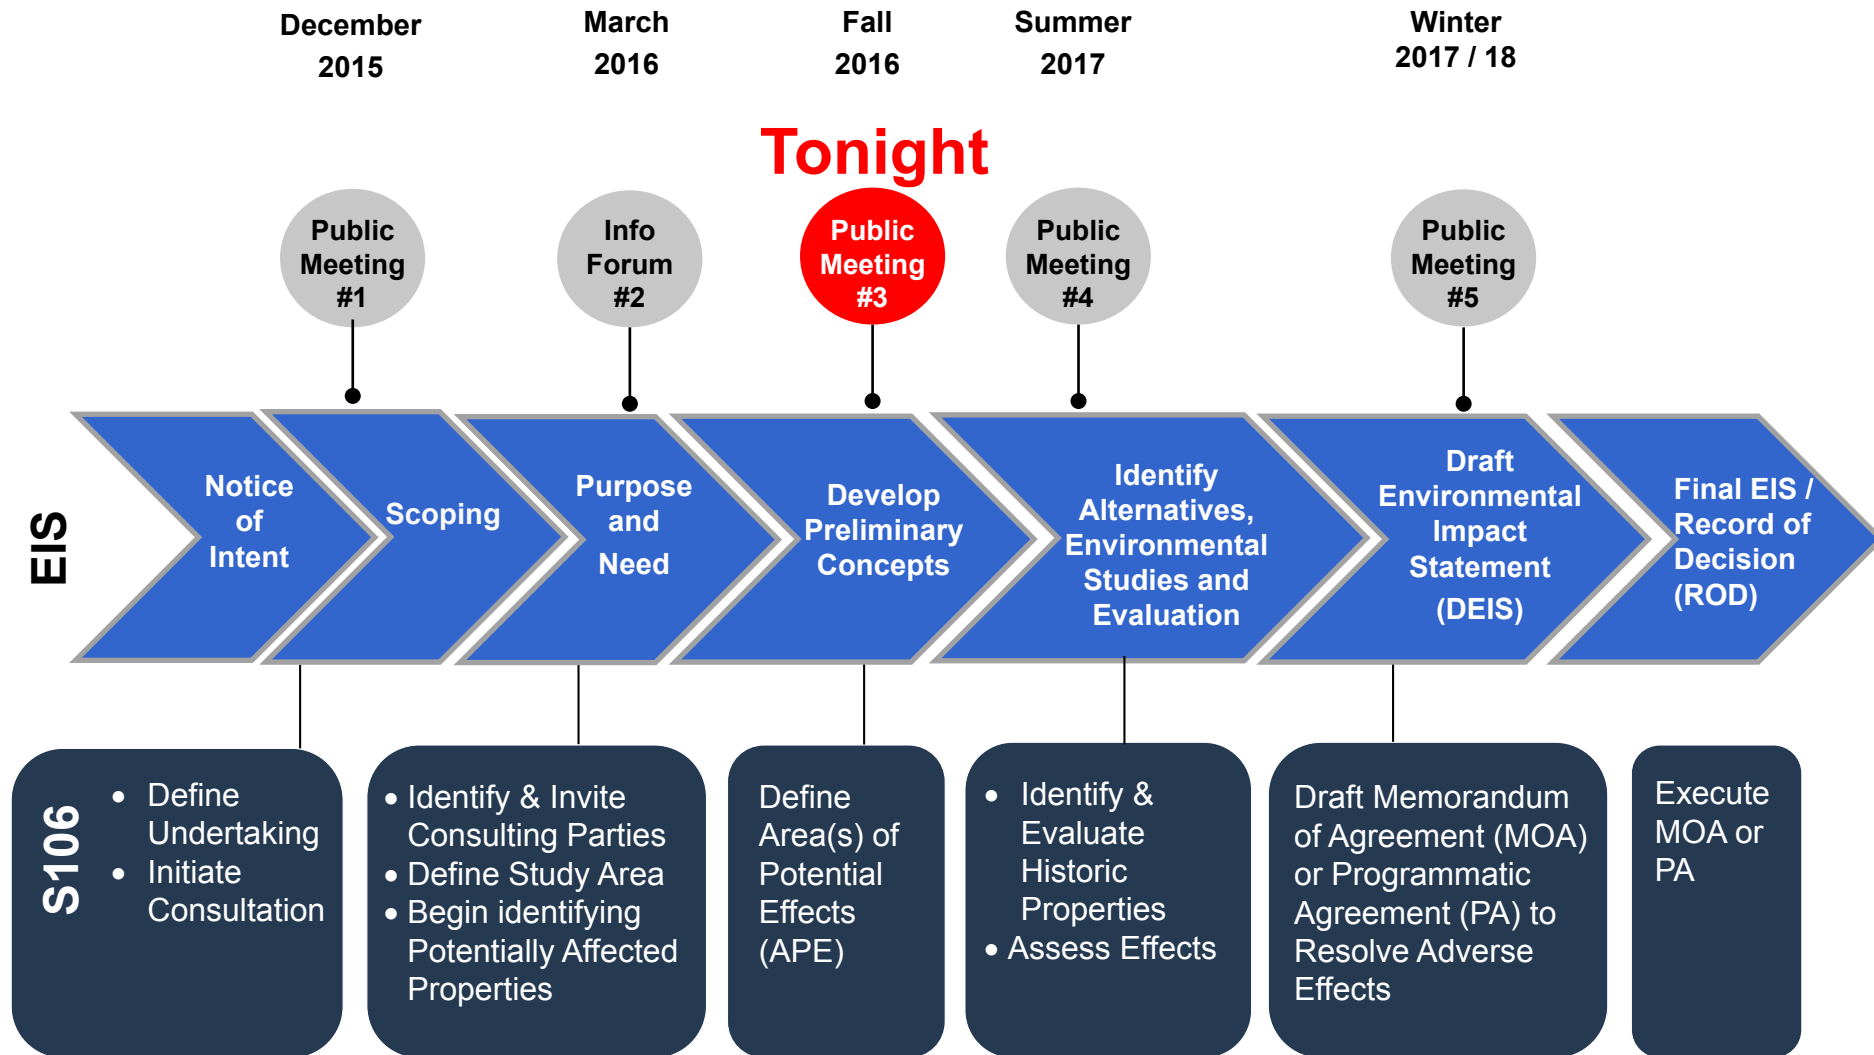 December
2015
March
2016
Fall
2016
Summer
2017
Winter
2017 / 18
Tonight
Public
Meeting
#1
Info
Forum
#2
Public
Meeting
#3
Public
Meeting
#4
Public
Meeting
#5
EIS
Notice
of
Intent
Scoping
Purpose
and
Need
Develop
Preliminary
Concepts
Identify
Alternatives,
Environmental
Studies and
Evaluation
Draft
Environmental
Impact
Statement
(DEIS)
Final EIS /
Record of
Decision
(ROD)
S106
• Define
Undertaking
• Initiate
Consultation
• Identify & Invite
Consulting Parties
• Define Study Area
• Begin identifying
Potentially Affected
Properties
Define
Area(s) of
Potential
Effects
(APE)
• Identify &
Evaluate
Historic
Properties
• Assess Effects
Draft Memorandum
of Agreement (MOA)
or Programmatic
Agreement (PA) to
Resolve Adverse
Effects
Execute
MOA or
PA